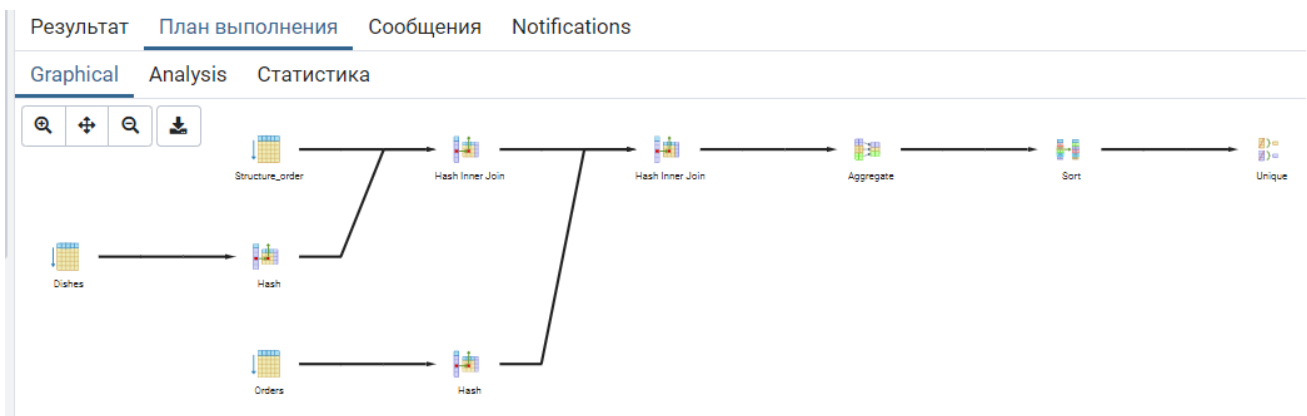 Результат План выполнения Сообщения Notifications
Graphical Analysis Статистика
Structure_order Hash Inner Join Hash Inner Join Aggregate Sort Unique
Dishes Hash
Orders Hash